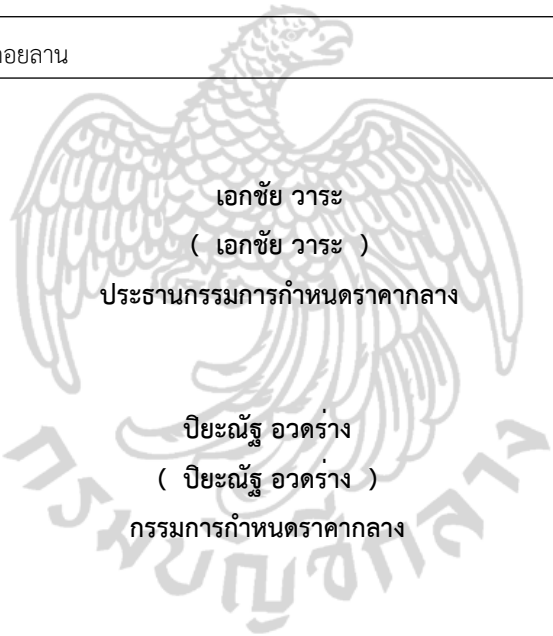 เอกชัย วาระ
( เอกชัย วาระ )
ประธานกรรมการกำหนดราคากลาง
ปิยะณัฐ อวดร่าง
( ปิยะณัฐ อวดร่าง )
กรรมการกำหนดราคากลาง
กรมบัญชีกลาง